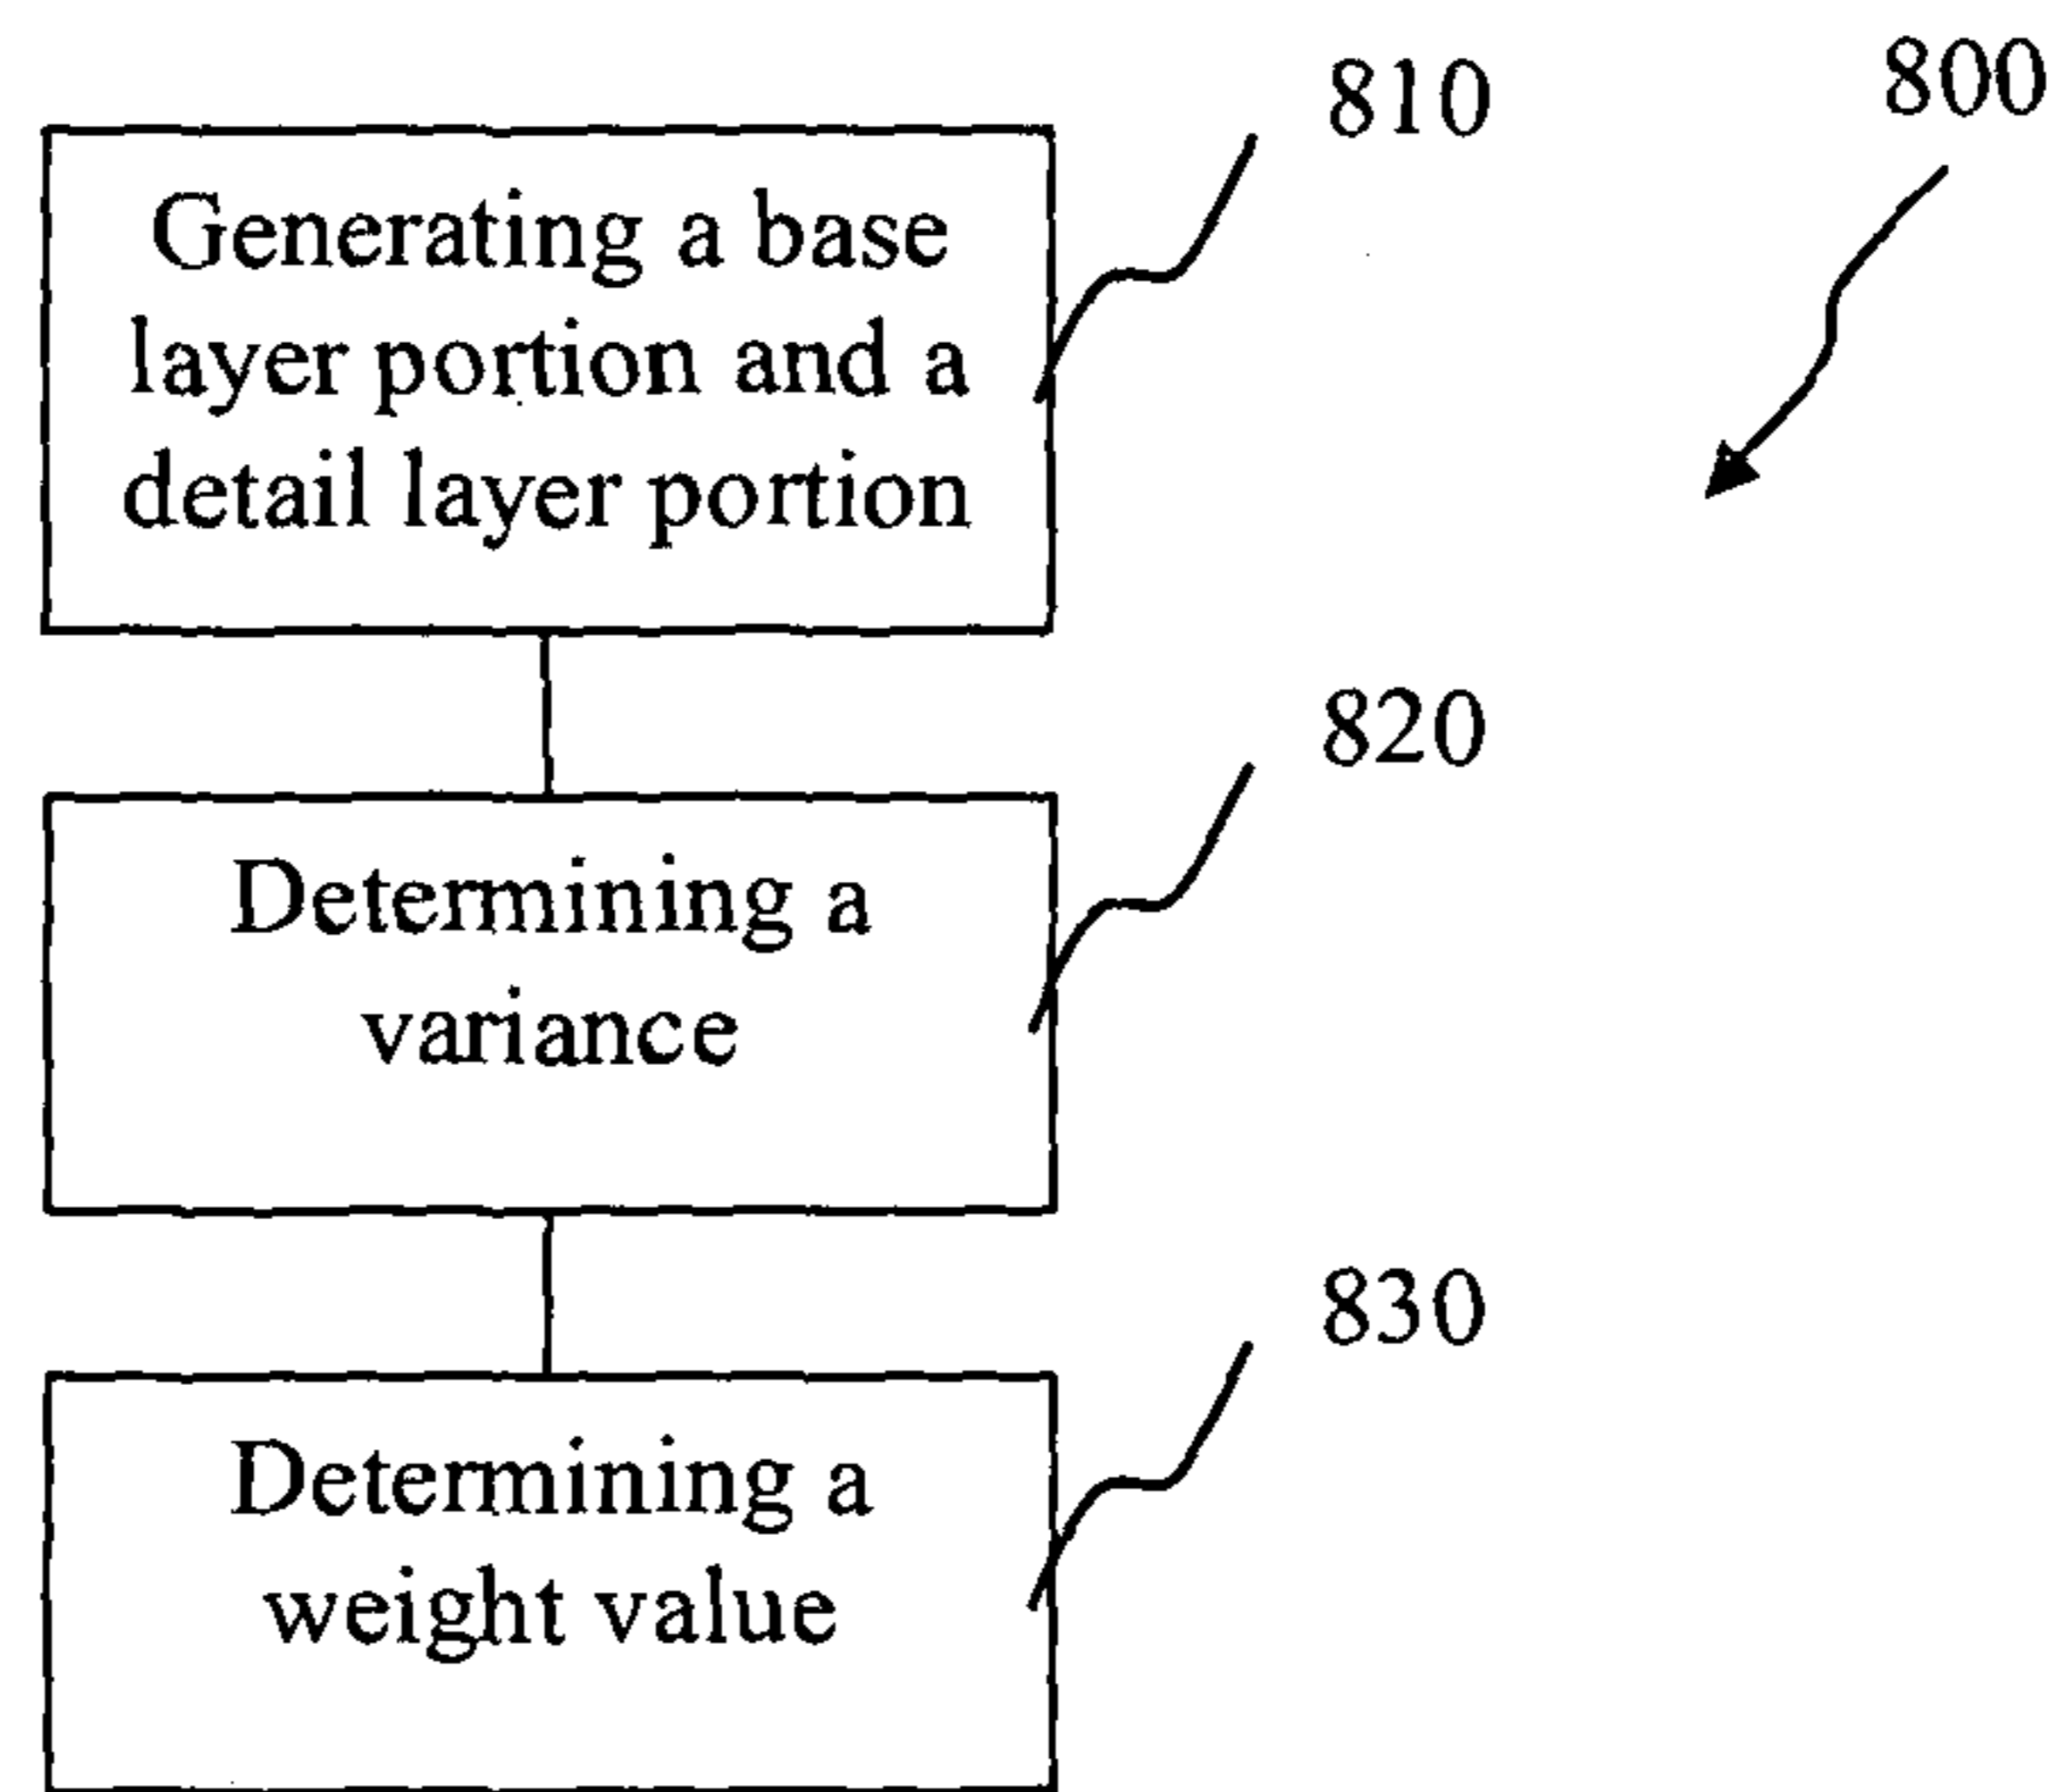 810
800
Generating a base
layer portion and a
detail layer portion
820
Determining a
variance
830
Determining a
weight value